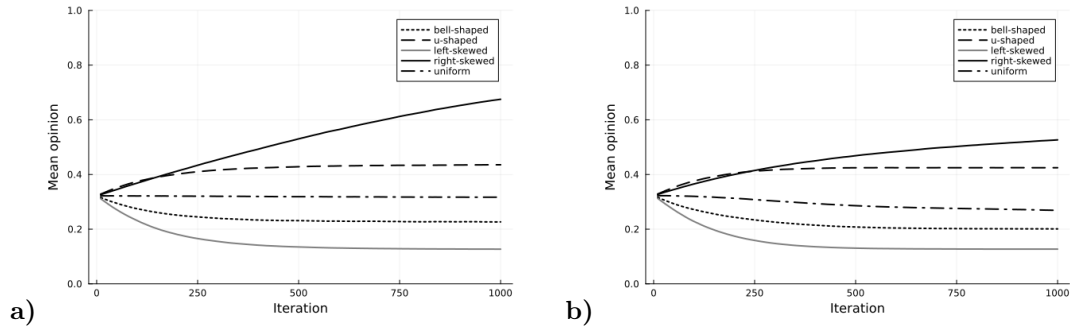 1.0
0.8
0.6
0.4
0.2
0.0
Mean opinion
0
250
500
750
1000
Iteration
bell-shaped
u-shaped
left-skewed
right-skewed
uniform
a)
1.0
0.8
0.6
0.4
0.2
0.0
Mean opinion
0
250
500
750
1000
Iteration
bell-shaped
u-shaped
left-skewed
right-skewed
uniform
b)